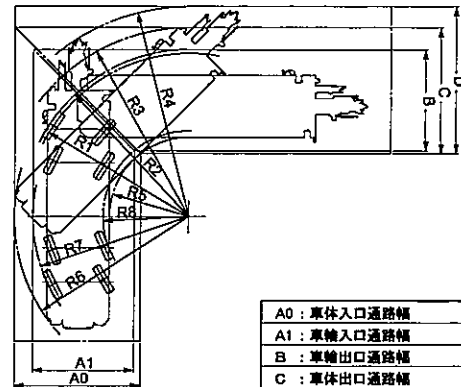 R4
R3
R1
R2
R5
R8
R7
R6
B
C
D
A1
A0
A0 : 車体入口通路幅
A1 : 車輪入口通路幅
B : 車輪出口通路幅
C : 車体出口通路幅